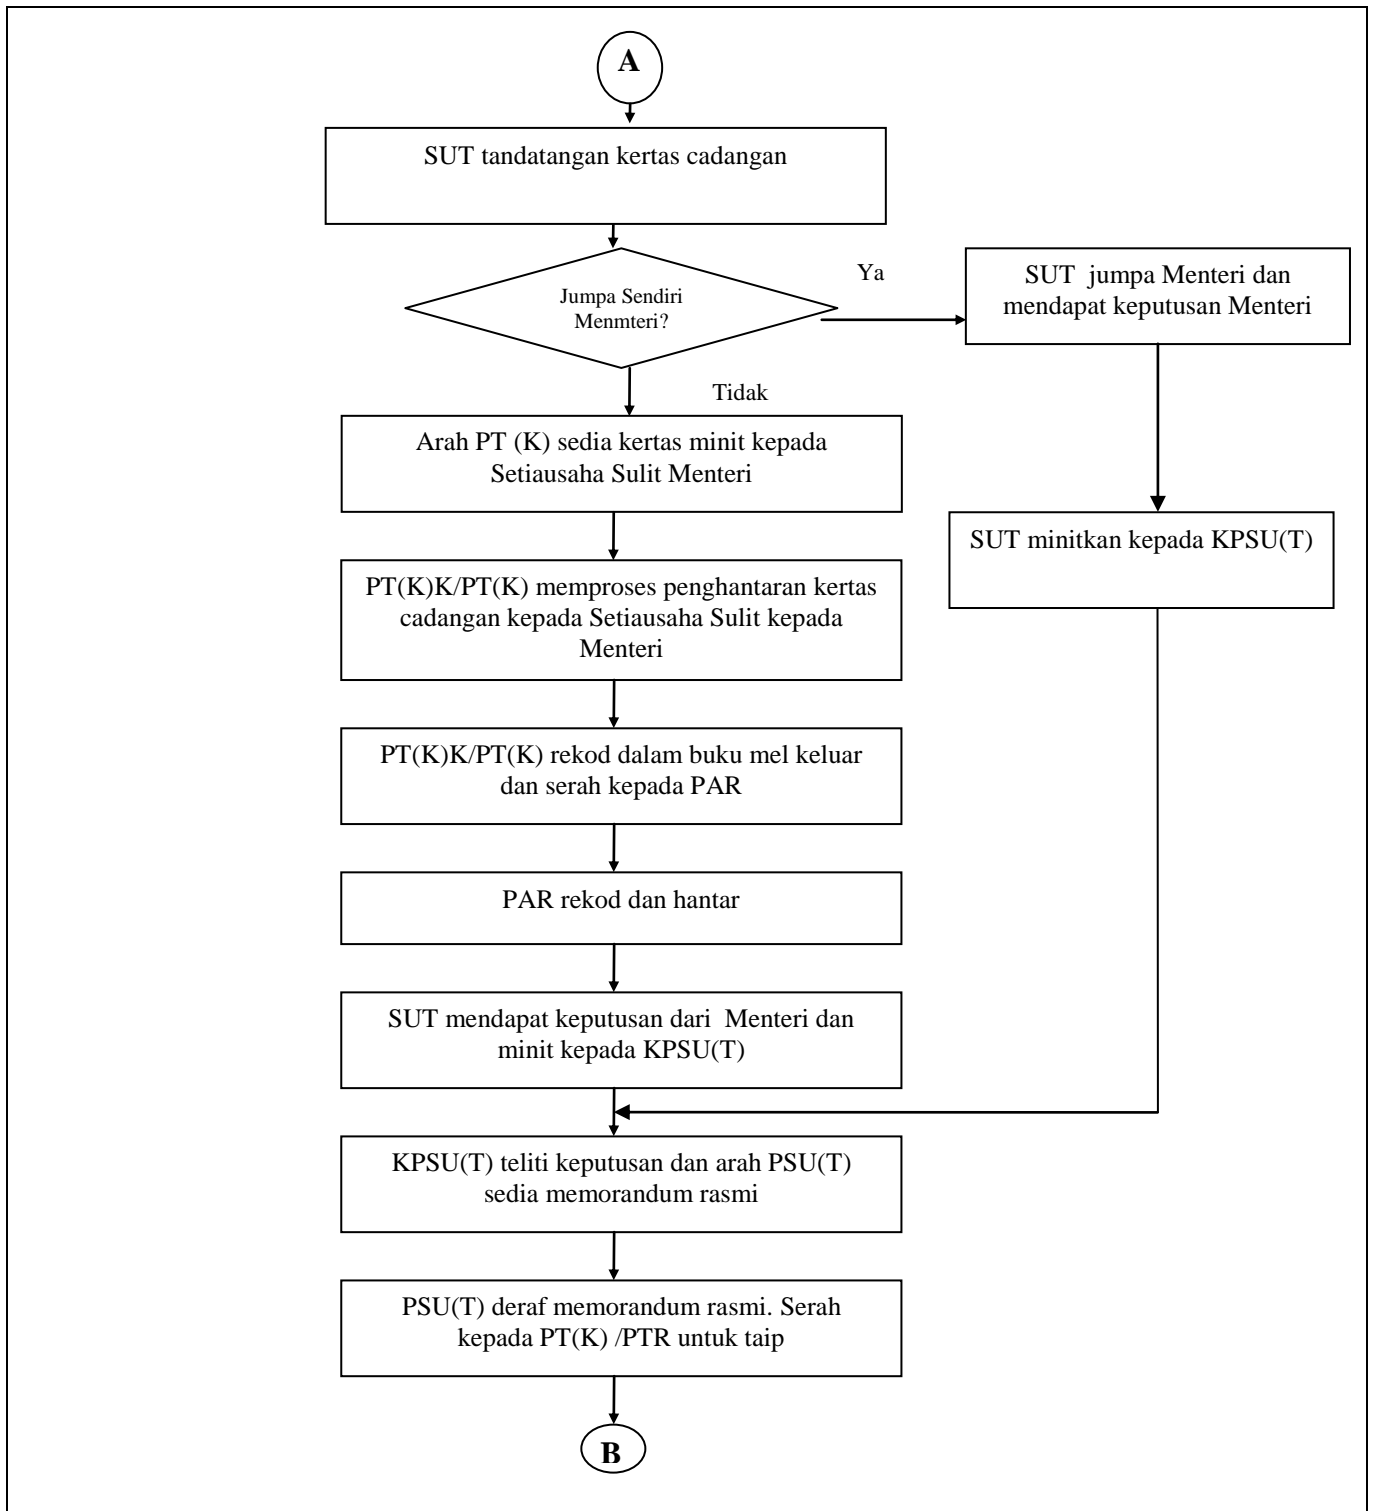 A
SUT tandatangan kertas cadangan
Jumpa Sendiri
Menmteri?
Ya
SUT jumpa Menteri dan
mendapat keputusan Menteri
Tidak
Arah PT (K) sedia kertas minit kepada
Setiausaha Sulit Menteri
SUT minitkan kepada KPSU(T)
PT(K)K/PT(K) memproses penghantaran kertas
cadangan kepada Setiausaha Sulit kepada
Menteri
PT(K)K/PT(K) rekod dalam buku mel keluar
dan serah kepada PAR
PAR rekod dan hantar
SUT mendapat keputusan dari Menteri dan
minit kepada KPSU(T)
KPSU(T) teliti keputusan dan arah PSU(T)
sedia memorandum rasmi
PSU(T) deraf memorandum rasmi. Serah
kepada PT(K) /PTR untuk taip
B